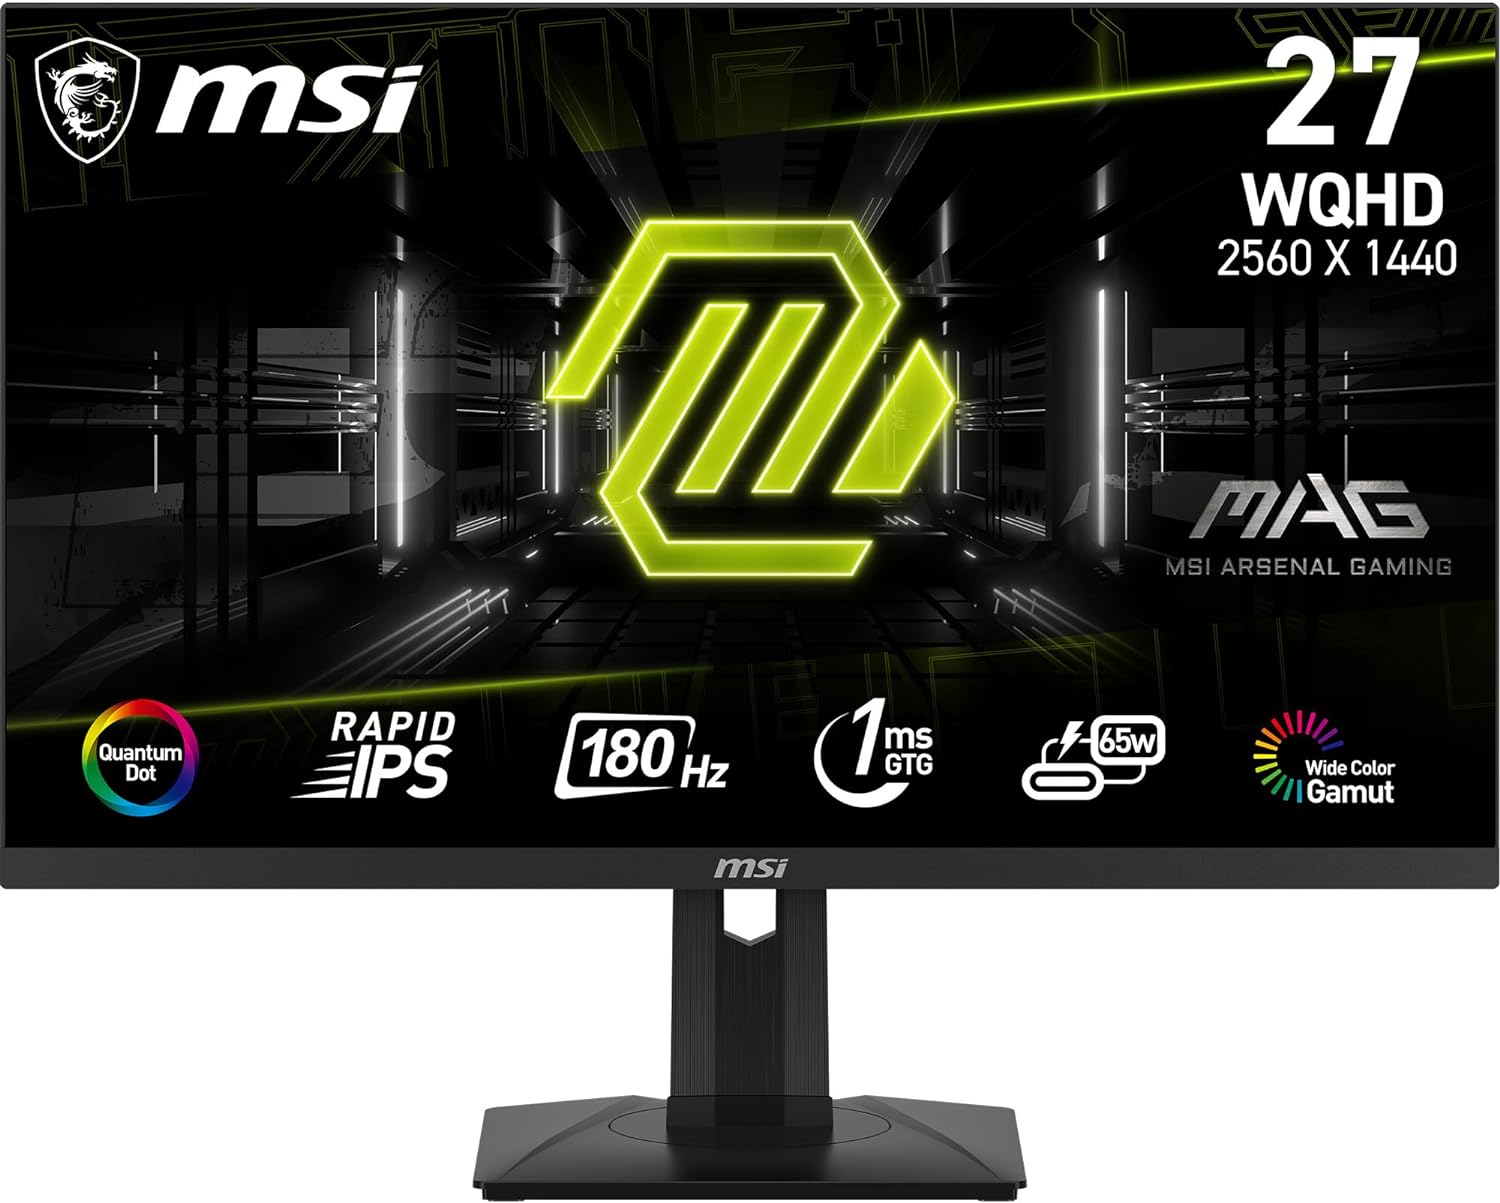 msi
27
WQHD
2560 X 1440
MAG
MSI ARSENAL GAMING
Quantum
Dot
RAPID
IPS
180 Hz
1 ms
GTG
65w
Wide Color
Gamut
msi